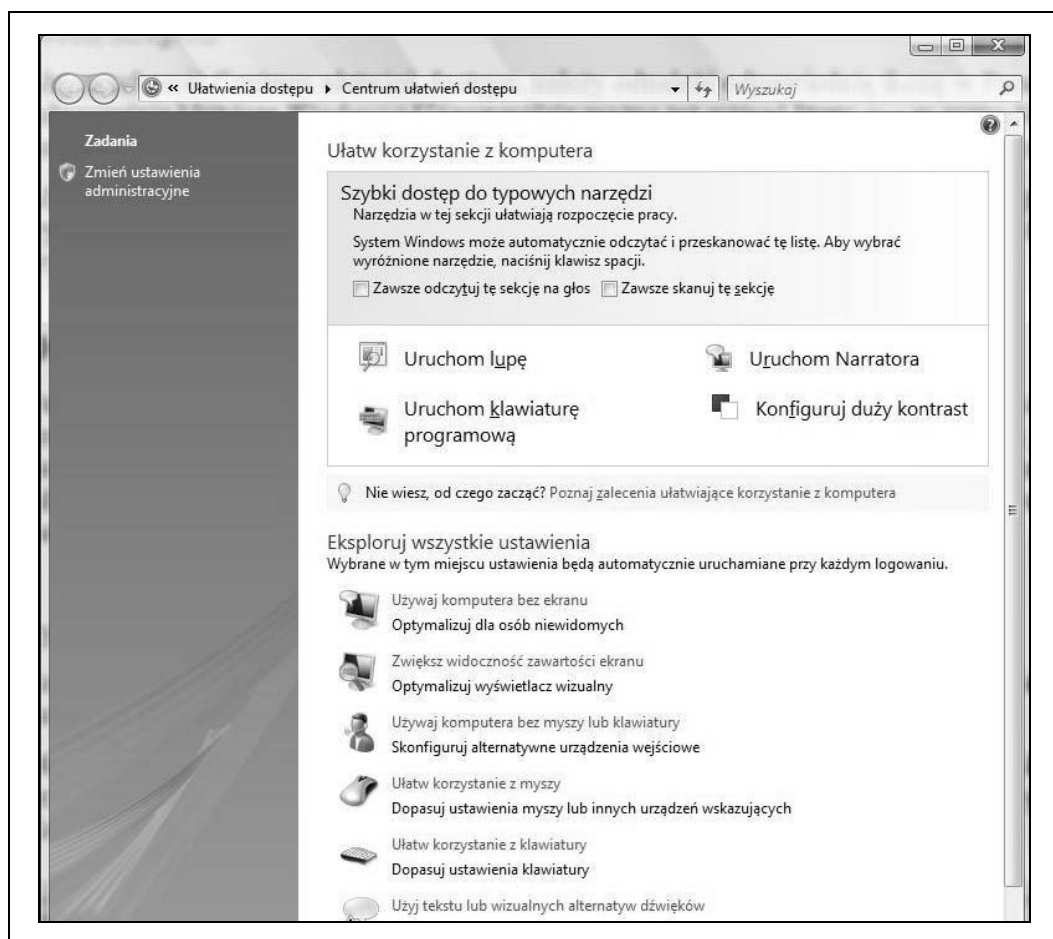 « Ułatwienia dostępu ▸ Centrum ułatwień dostępu
Wyszukaj
Zadania
Zmień ustawienia
administracyjne
Ułatw korzystanie z komputera
Szybki dostęp do typowych narzędzi
Narzędzia w tej sekcji ułatwiają rozpoczęcie pracy.
System Windows może automatycznie odczytać i przeskanować tę listę. Aby wybrać
wyróżnione narzędzie, naciśnij klawisz spacji.
Zawsze odczytuj tę sekcję na głos Zawsze skanuj tę sekcję
Uruchom lupę
Uruchom Narratora
Uruchom klawiaturę
programową
Konfiguruj duży kontrast
Nie wiesz, od czego zacząć? Poznaj zalecenia ułatwiające korzystanie z komputera
Eksploruj wszystkie ustawienia
Wybrane w tym miejscu ustawienia będą automatycznie uruchamiane przy każdym logowaniu.
Używaj komputera bez ekranu
Optymalizuj dla osób niewidomych
Zwiększ widoczność zawartości ekranu
Optymalizuj wyświetlacz wizualny
Używaj komputera bez myszy lub klawiatury
Skonfiguruj alternatywne urządzenia wejściowe
Ułatw korzystanie z myszy
Dopasuj ustawienia myszy lub innych urządzeń wskazujących
Ułatw korzystanie z klawiatury
Dopasuj ustawienia klawiatury
Użyj tekstu lub wizualnych alternatyw dźwięków